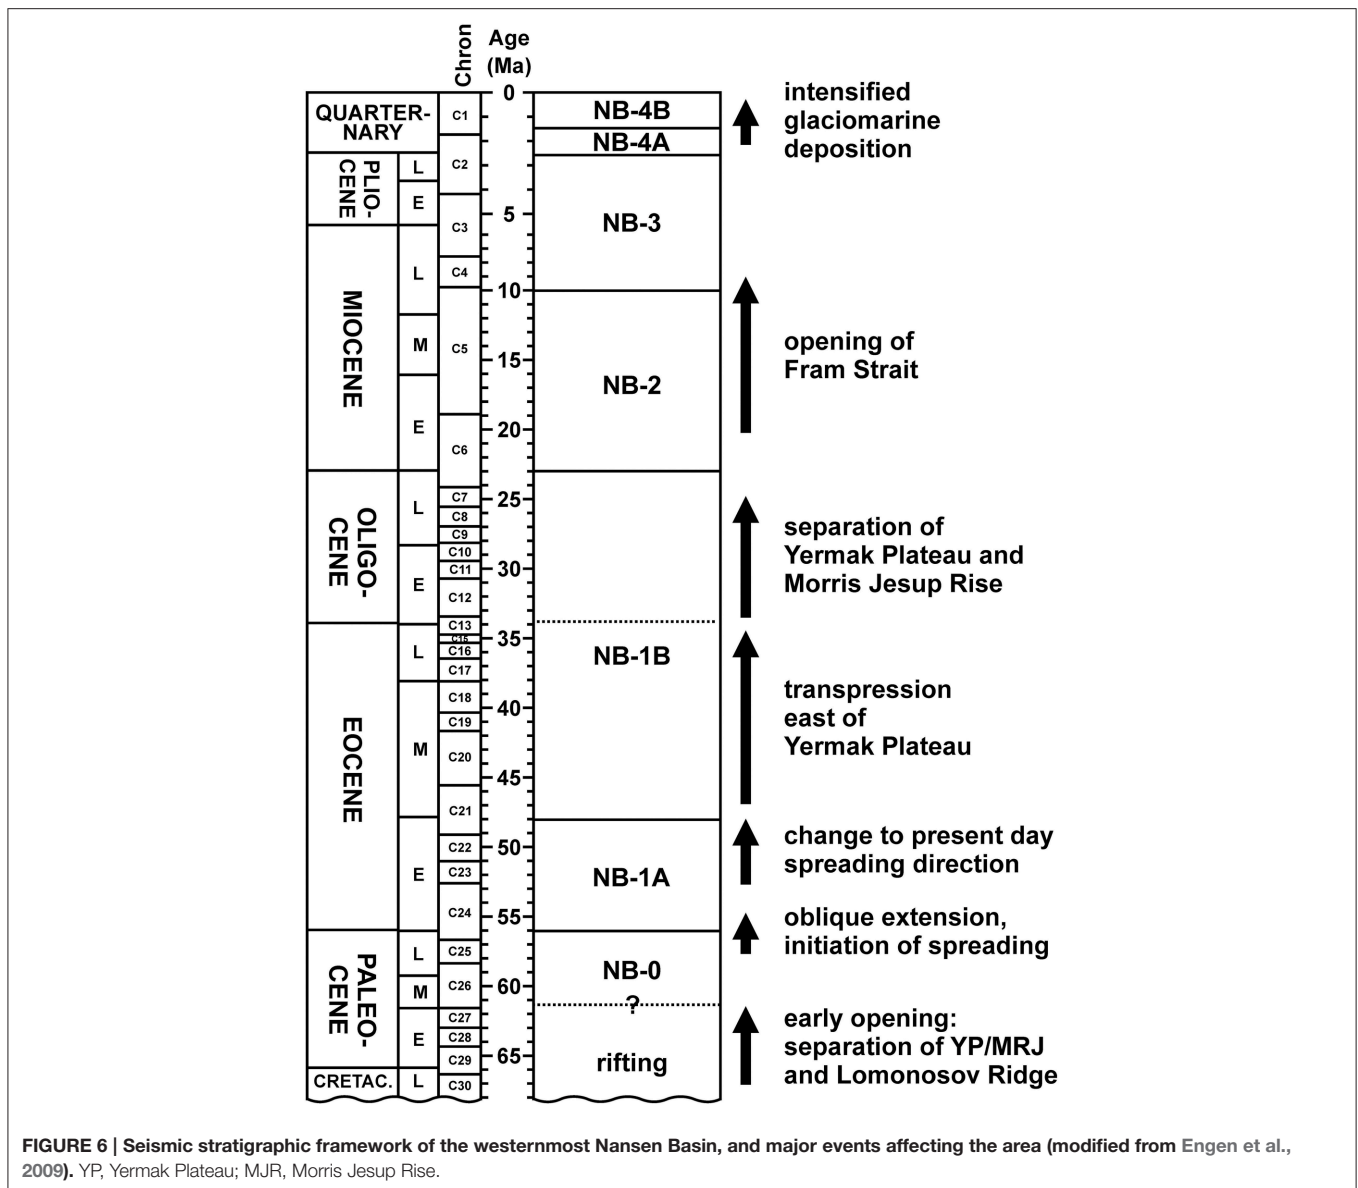 Chron
Age
(Ma)
QUARTER-
NARY
PLIO-
CENE
L
E
MIOCENE
L
M
E
OLIGO-
CENE
L
E
EOCENE
L
M
E
PALEO-
CENE
L
M
E
CRETAC.
L
C1
C2
C3
C4
C5
C6
C7
C8
C9
C10
C11
C12
C13
C15
C16
C17
C18
C19
C20
C21
C22
C23
C24
C25
C26
C27
C28
C29
C30
0
5
10
15
20
25
30
35
40
45
50
55
60
65
NB-4B
NB-4A
NB-3
NB-2
NB-1B
NB-1A
NB-0
?
rifting
intensified
glaciomarine
deposition
opening of
Fram Strait
separation of
Yermak Plateau and
Morris Jesup Rise
transpression
east of
Yermak Plateau
change to present day
spreading direction
oblique extension,
initiation of spreading
early opening:
separation of YP/MRJ
and Lomonosov Ridge
FIGURE 6 | Seismic stratigraphic framework of the westernmost Nansen Basin, and major events affecting the area (modified from Engen et al.,
2009). YP, Yermak Plateau; MJR, Morris Jesup Rise.